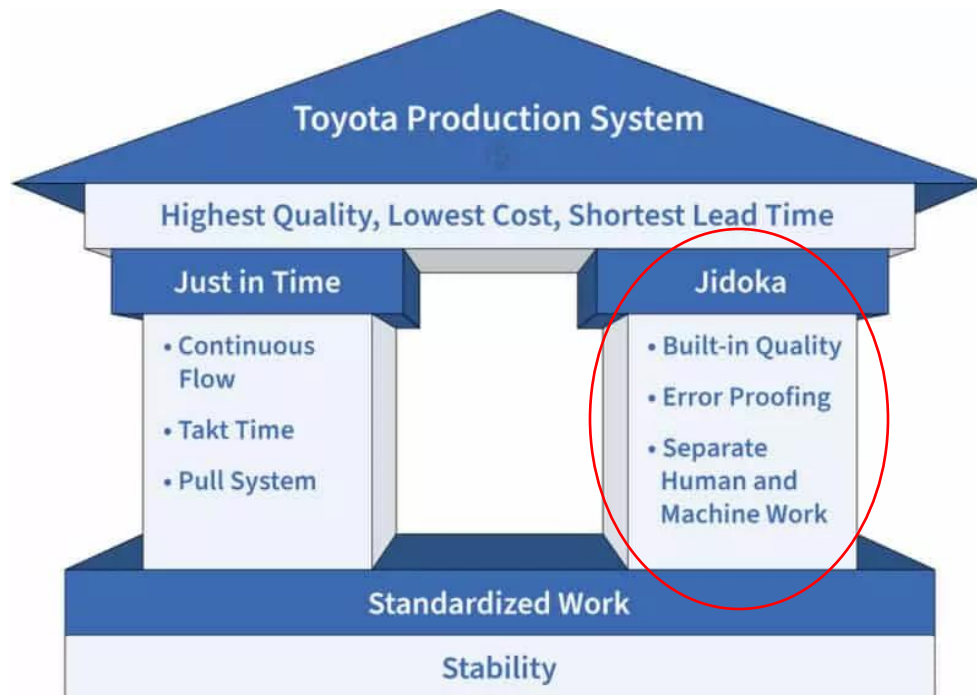 Toyota Production System
Highest Quality, Lowest Cost, Shortest Lead Time
Just in Time
• Continuous
Flow
• Takt Time
• Pull System
Jidoka
• Built-in Quality
• Error Proofing
• Separate
Human and
Machine Work
Standardized Work
Stability